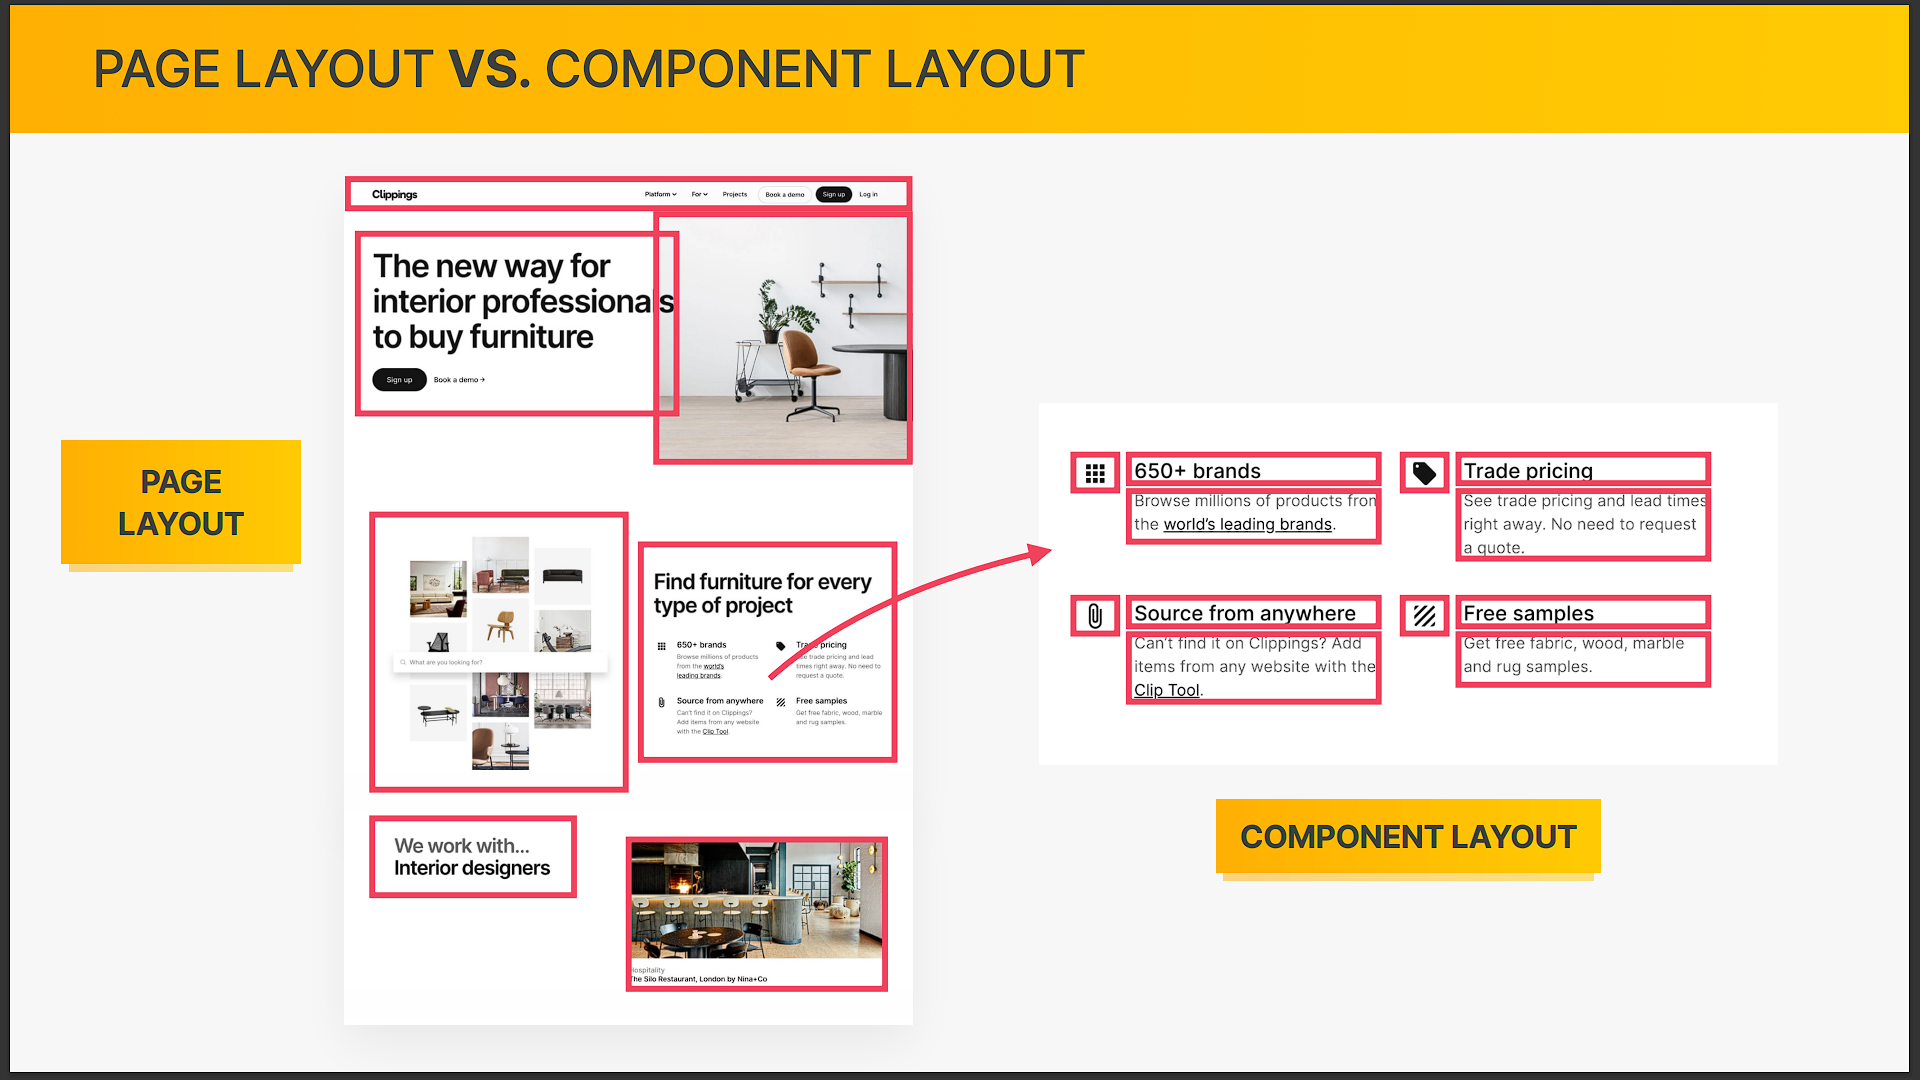 PAGE LAYOUT VS. COMPONENT LAYOUT
PAGE
LAYOUT
Clippings
Platform
For
Projects
Book a demo
Sign up
Log in
The new way for
interior professionals
to buy furniture
Sign up
Book a demo →
What are you looking for?
Find furniture for every
type of project
650+ brands
Browse millions of products
from the world's
leading brands.
Trade pricing
See trade pricing and lead
times right away. No need to
request a quote.
Source from anywhere
Can't find it on Clippings?
Add items from any website
with the Clip Tool.
Free samples
Get free fabric, wood, marble
and rug samples.
We work with...
Interior designers
Hospitality
The Silo Restaurant, London by Nina+Co
650+ brands
Browse millions of products from
the world's leading brands.
Trade pricing
See trade pricing and lead times
right away. No need to request
a quote.
Source from anywhere
Can't find it on Clippings? Add
items from any website with the
Clip Tool.
Free samples
Get free fabric, wood, marble
and rug samples.
COMPONENT LAYOUT